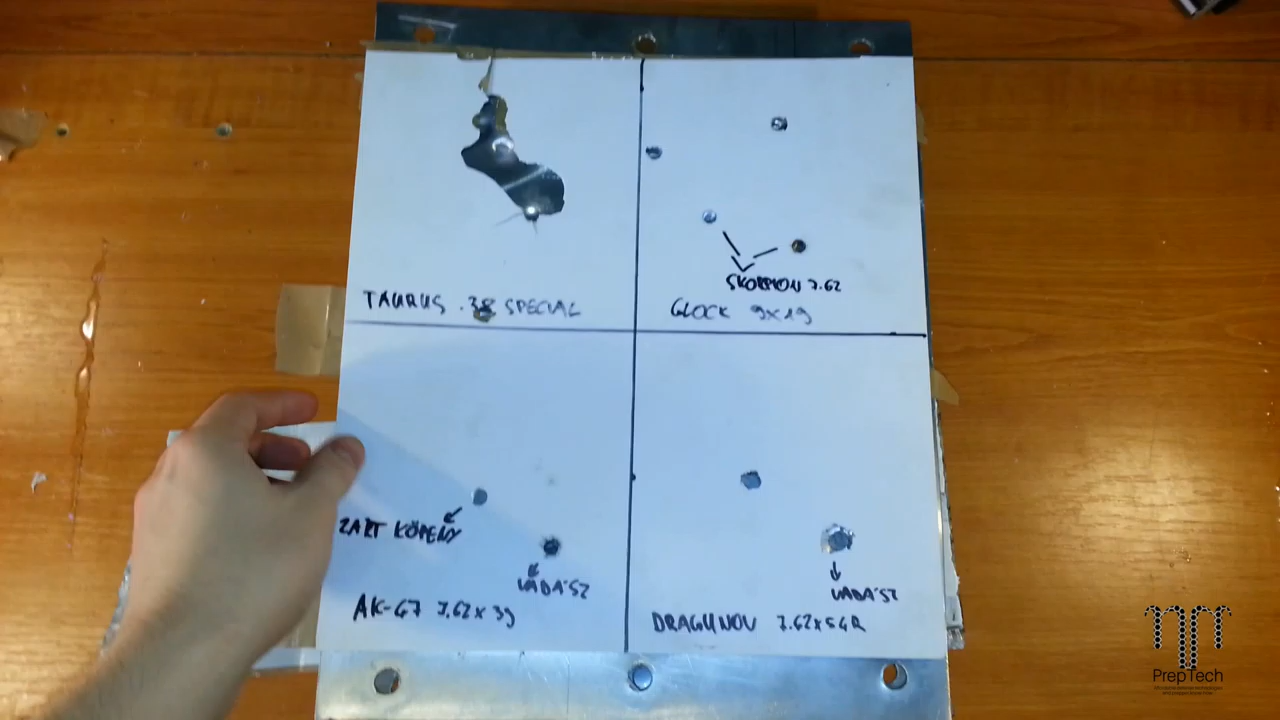 TAURUS .38 SPECIAL
SKORPION 7.62
GLOCK 9x19
ZÁRT KÖPENY
VADÁSZ
AK-47 7.62x39
VADÁSZ
DRAGUNOV 7.62x54R
PrepTech